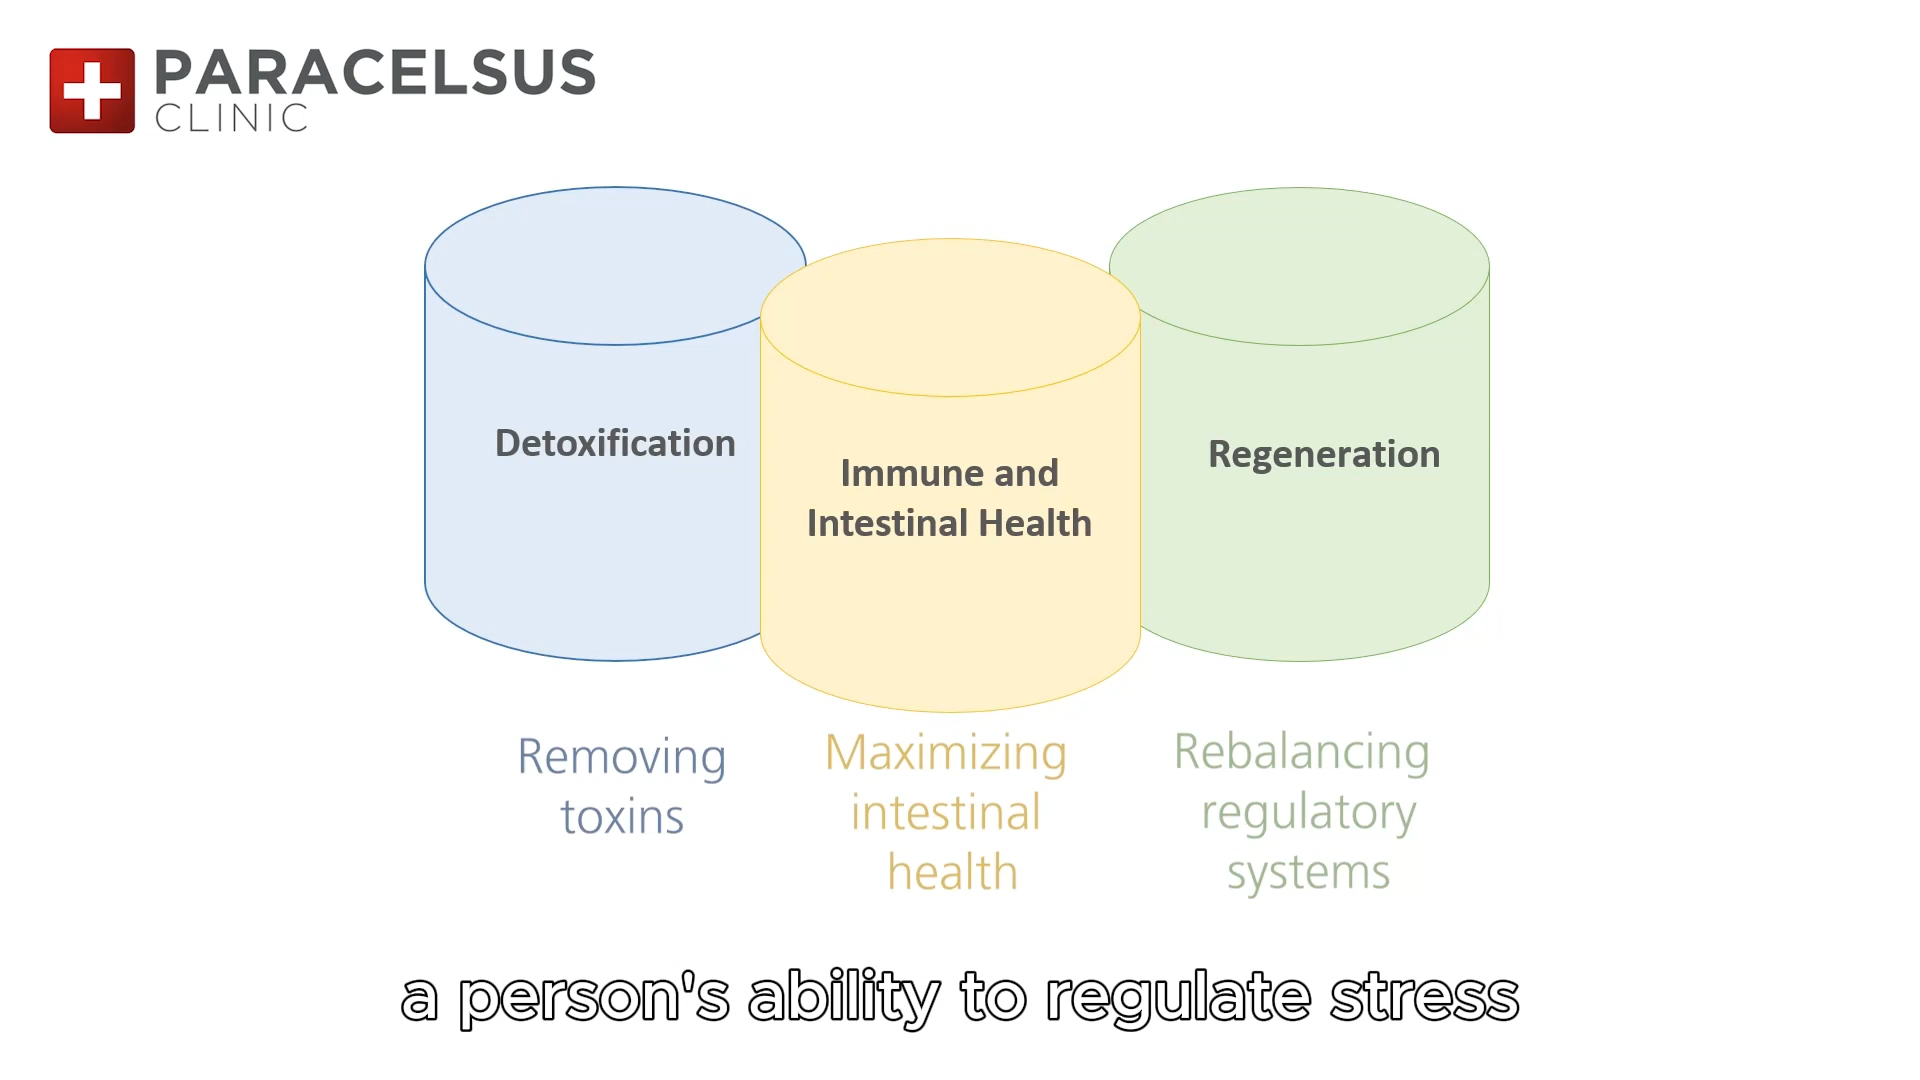 PARACELSUS
CLINIC
Detoxification
Immune and
Intestinal Health
Regeneration
Removing
toxins
Maximizing
intestinal
health
Rebalancing
regulatory
systems
a person's ability to regulate stress